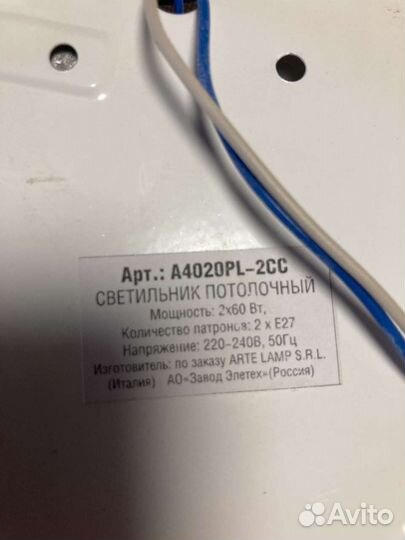 Арт.: A4020PL-2CC
СВЕТИЛЬНИК ПОТОЛОЧНЫЙ
Мощность: 2х60 Вт,
Количество патронов: 2 х Е27
Напряжение: 220-240В, 50Гц
Изготовитель: по заказу ARTE LAMP S.R.L.
(Италия) АО«Завод Элетех»(Россия)
Avito